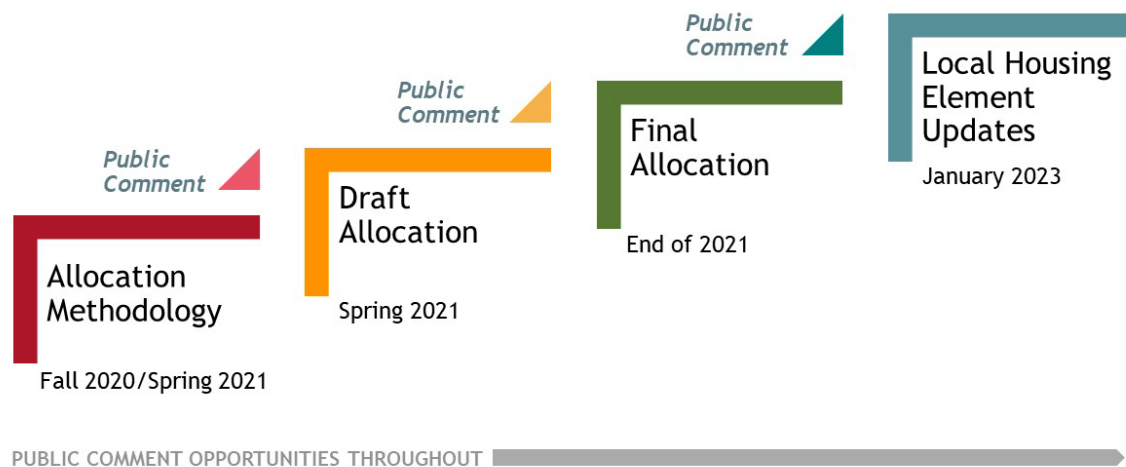 Public
Comment
Allocation
Methodology
Fall 2020/Spring 2021
Public
Comment
Draft
Allocation
Spring 2021
Public
Comment
Final
Allocation
End of 2021
Local Housing
Element
Updates
January 2023
PUBLIC COMMENT OPPORTUNITIES THROUGHOUT